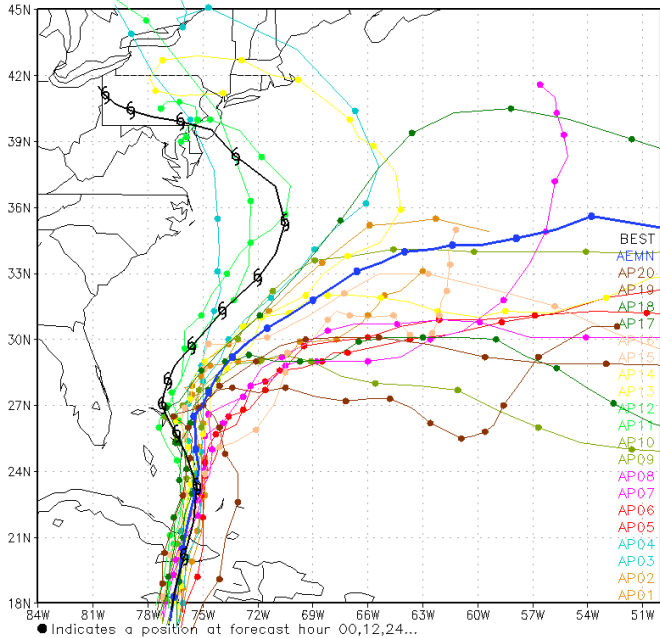 45N
42N
39N
36N
33N
30N
27N
24N
21N
18N
BEST
AEMN
AP20
AP19
AP18
AP17
AP16
AP15
AP14
AP13
AP12
AP11
AP10
AP09
AP08
AP07
AP06
AP05
AP04
AP03
AP02
AP01
84W 81W 78W 75W 72W 69W 66W 63W 60W 57W 54W 51W
Indicates a position at forecast hour 00,12,24...